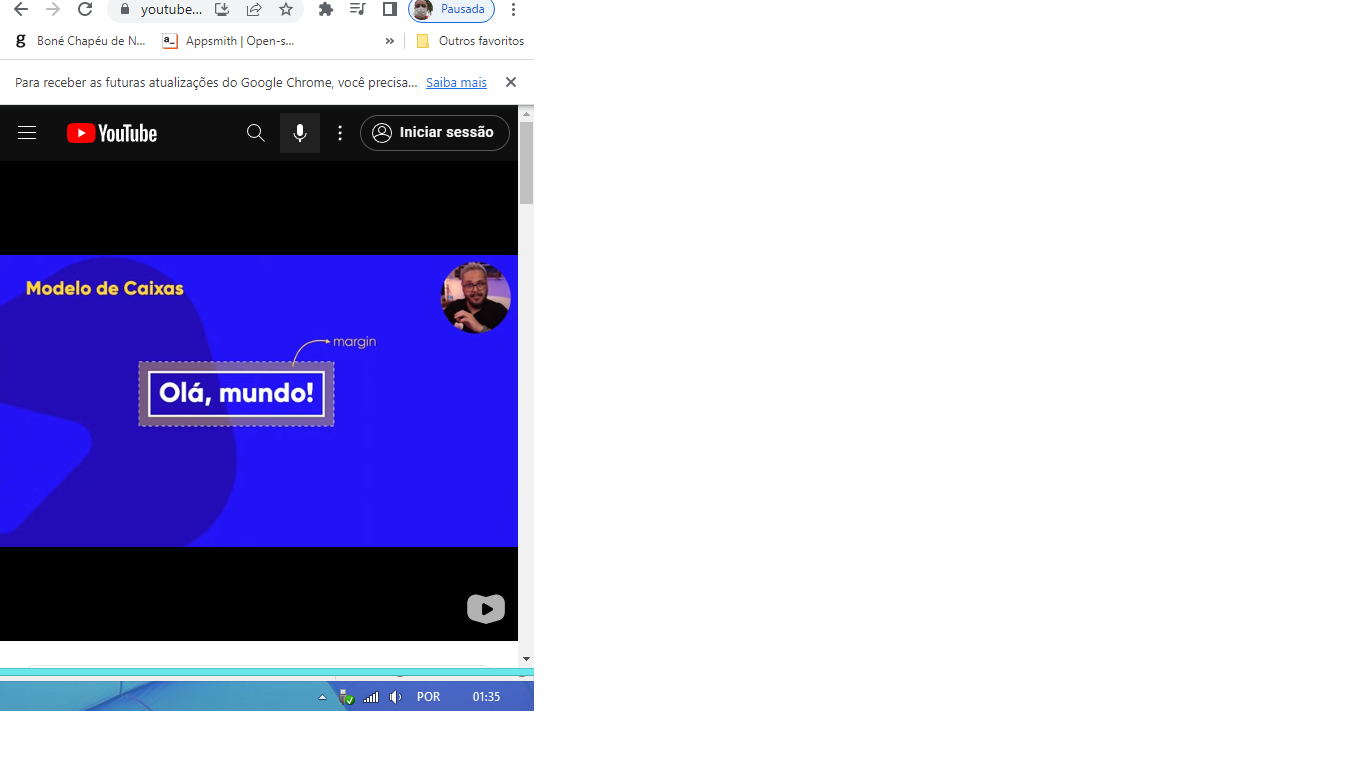 youtube...
Pausada
Boné Chapéu de N...
Appsmith | Open-s...
»
Outros favoritos
Para receber as futuras atualizações do Google Chrome, você precisa... Saiba mais
YouTube
Iniciar sessão
Modelo de Caixas
margin
Olá, mundo!
POR
01:35